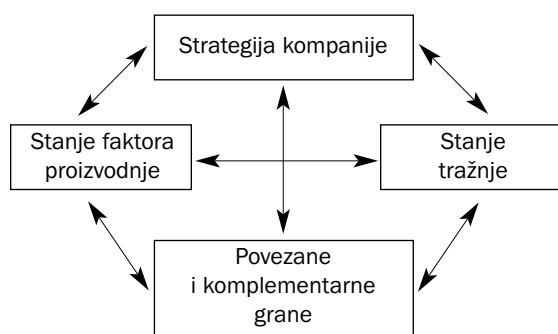 Strategija kompanije
Stanje faktora
proizvodnje
Stanje
tražnje
Povezane
i komplementarne
grane